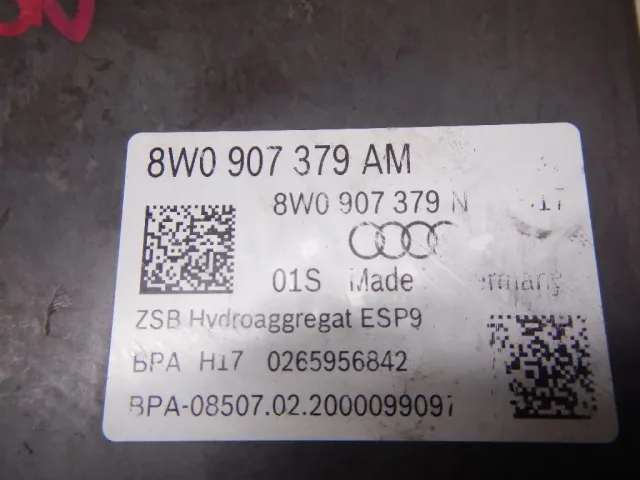 8W0 907 379 AM
8W0 907 379 N
01S Made
ZSB Hydroaggregat ESP9
BPA H17 0265956842
BPA-08507.02.2000099097